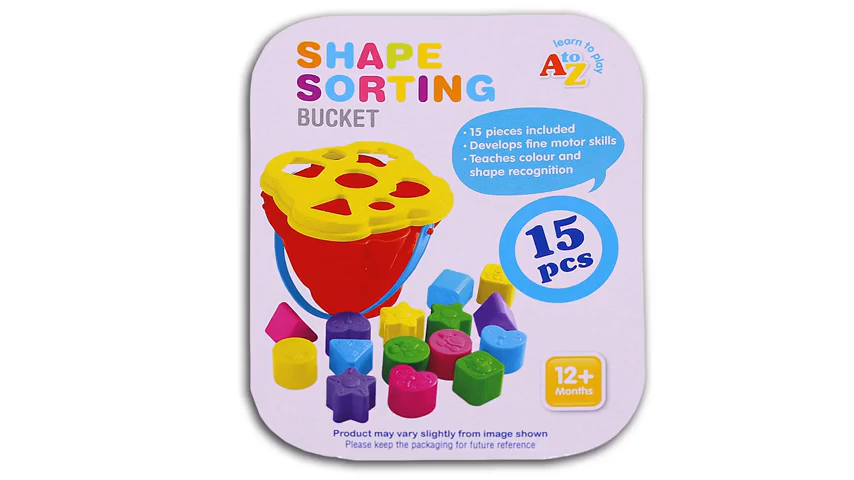 SHAPE
SORTING
BUCKET
learn to play
A to Z
• 15 pieces included
• Develops fine motor skills
• Teaches colour and
shape recognition
15
pcs
12+
Months
Product may vary slightly from image shown
Please keep the packaging for future reference